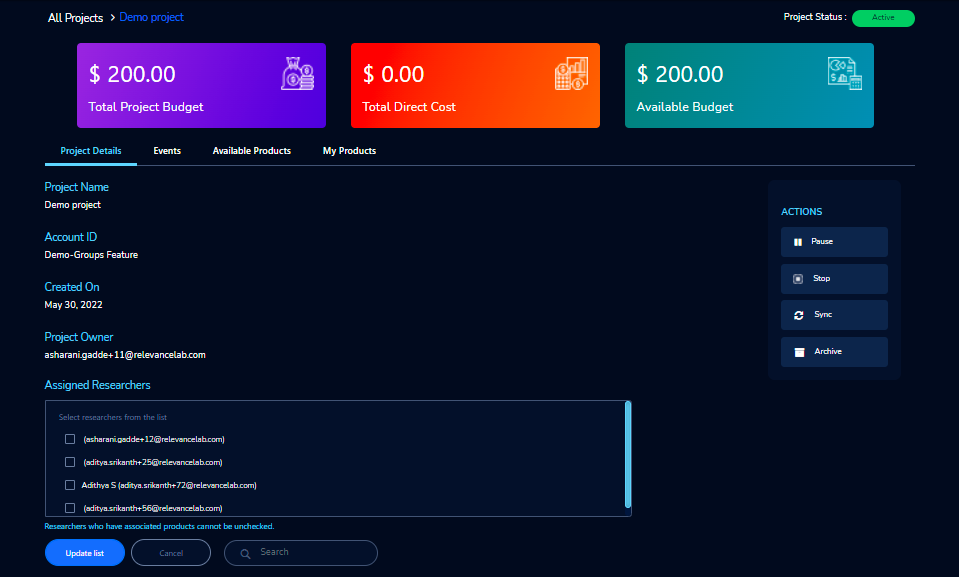 All Projects > Demo project
Project Status : Active
$ 200.00
Total Project Budget
$ 0.00
Total Direct Cost
$ 200.00
Available Budget
Project Details Events Available Products My Products
Project Name
Demo project
Account ID
Demo-Groups Feature
Created On
May 30, 2022
Project Owner
asharani.gadde+11@relevancelab.com
Assigned Researchers
Select researchers from the list
(asharani.gadde+12@relevancelab.com)
(aditya.srikanth+25@relevancelab.com)
Adithya S (aditya.srikanth+72@relevancelab.com)
(aditya.srikanth+56@relevancelab.com)
Researchers who have associated products cannot be unchecked.
Update list Cancel Search
ACTIONS
Pause
Stop
Sync
Archive